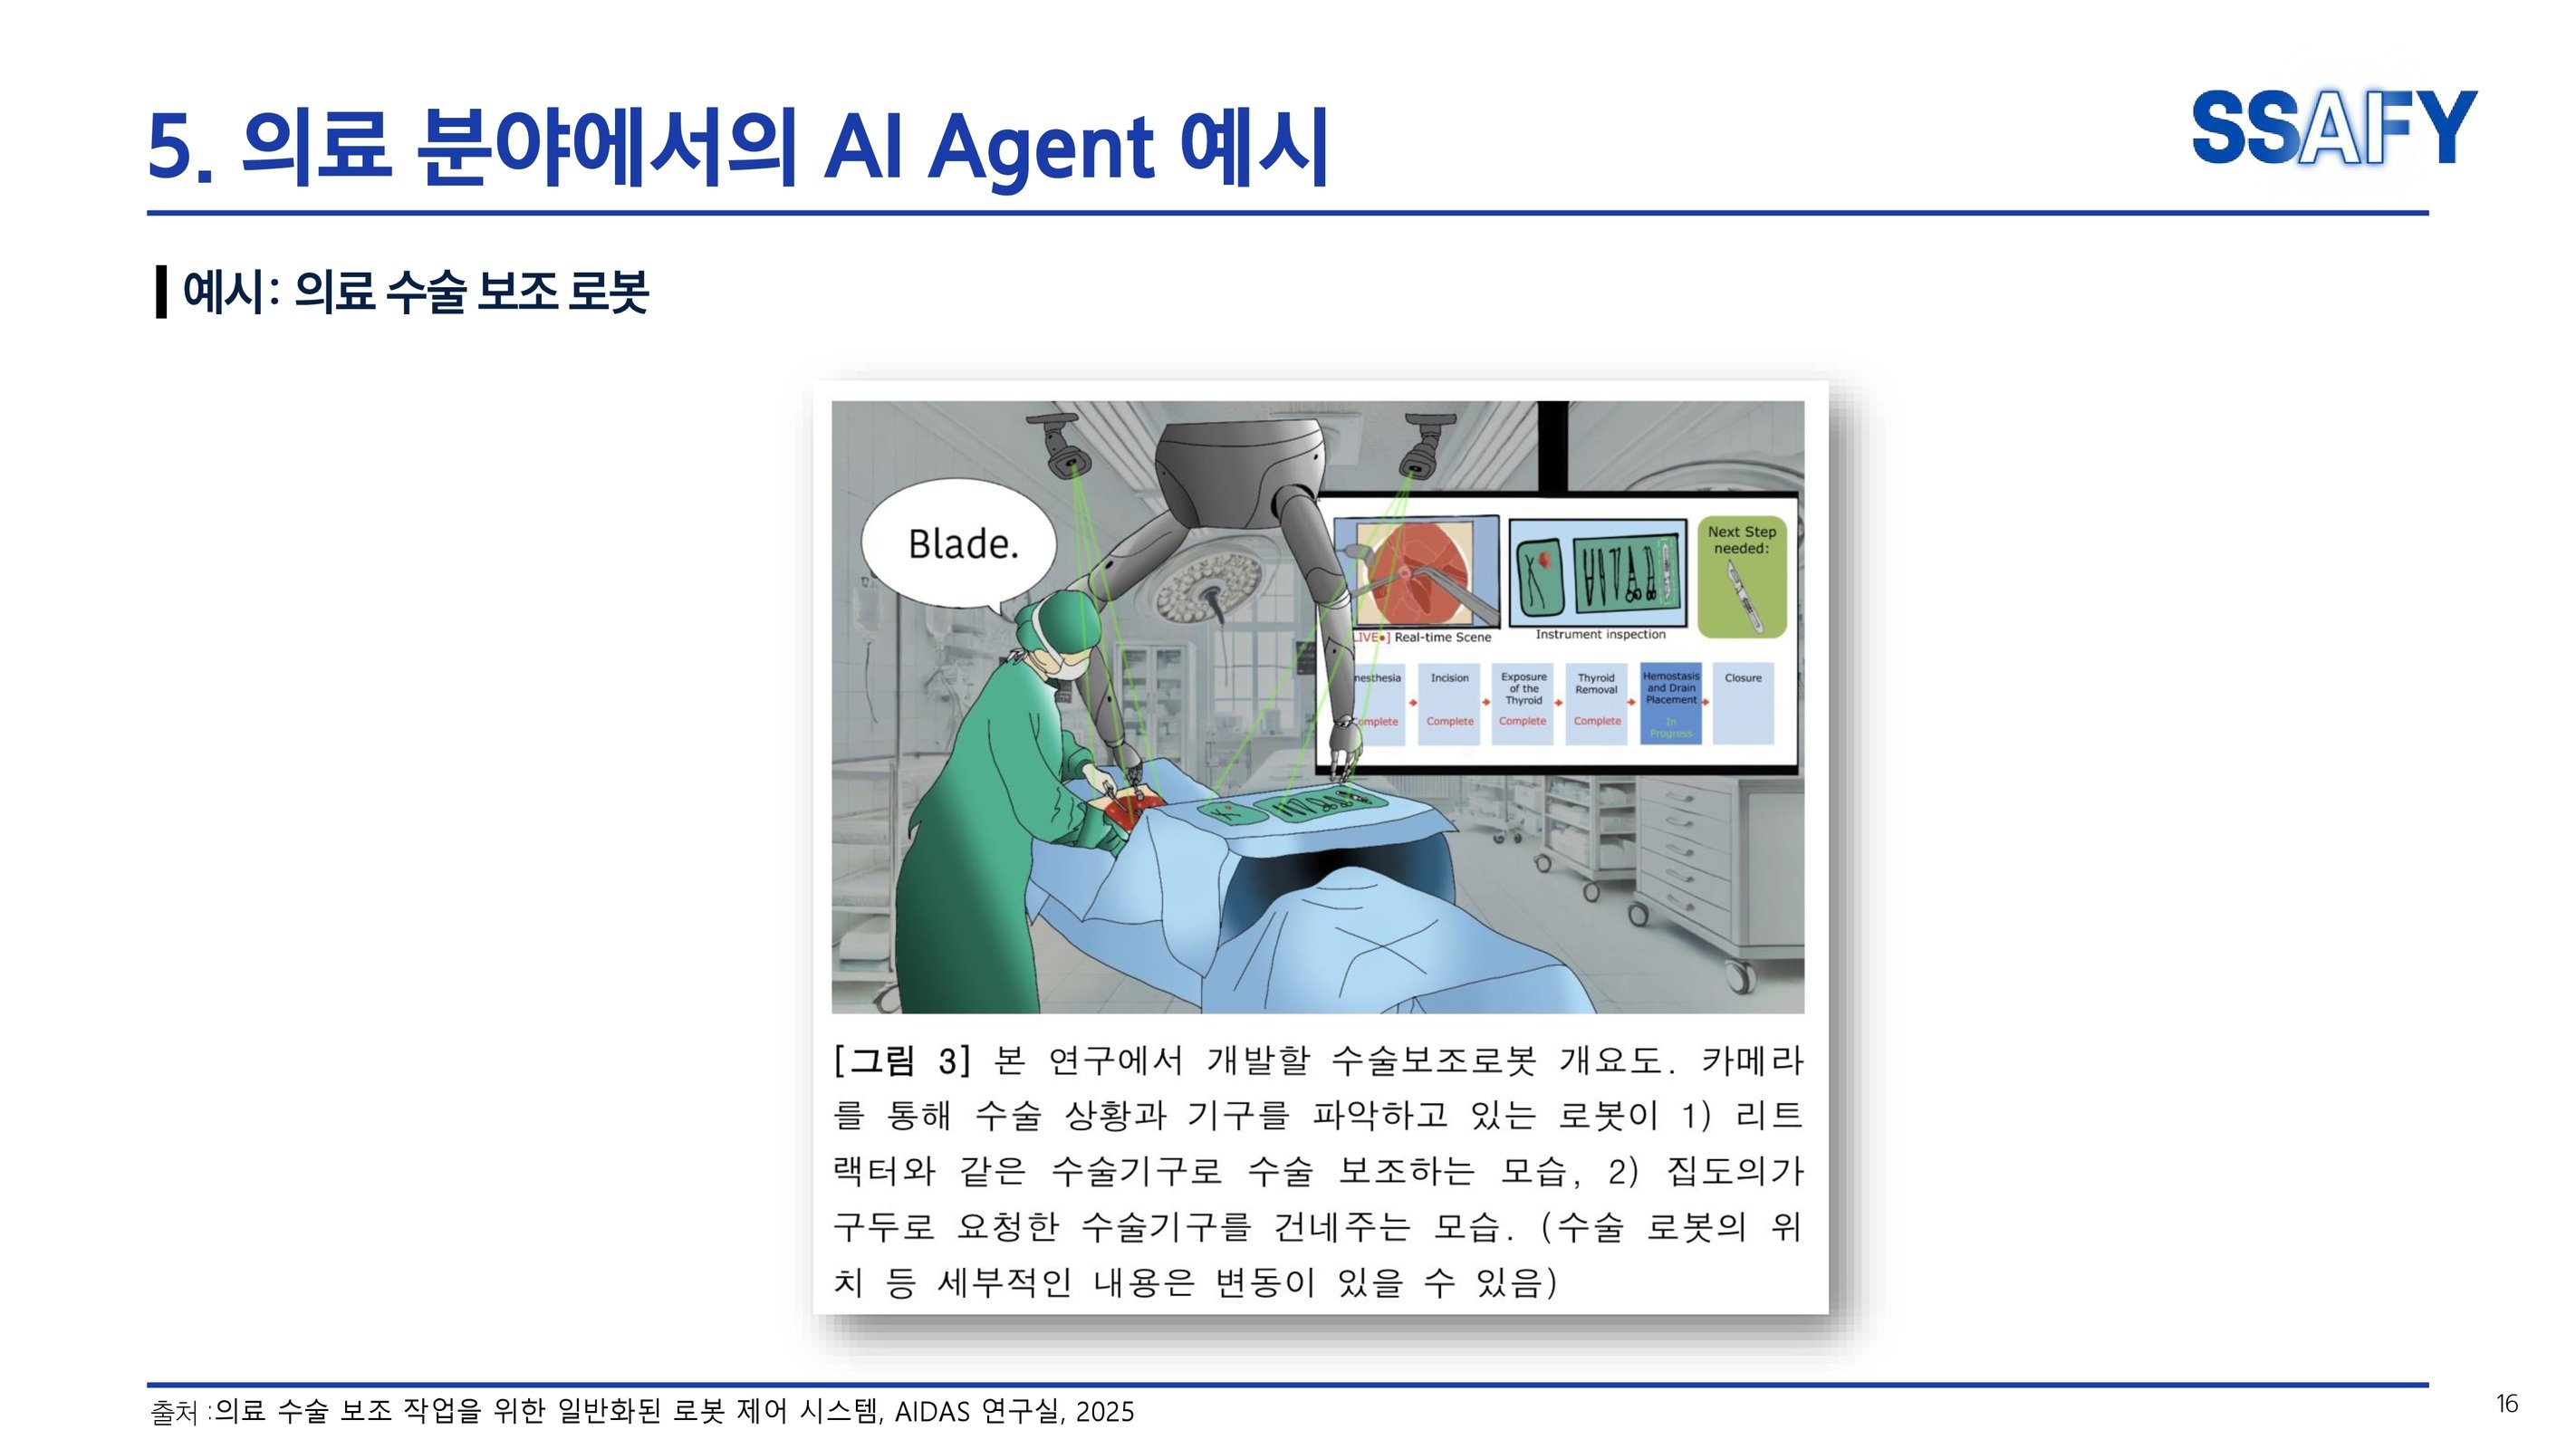 5. 의료 분야에서의 AI Agent 예시
SSAFY
예시: 의료 수술 보조 로봇
Blade.
Next Step
needed:
LIVE●] Real-time Scene
Instrument inspection
nesthesia
omplete
Incision
Complete
Exposure
of the
Thyroid
Complete
Thyroid
Removal
Complete
Hemostasis
and Drain
Placement
In
Progress
Closure
[그림 3] 본 연구에서 개발할 수술보조로봇 개요도. 카메라
를 통해 수술 상황과 기구를 파악하고 있는 로봇이 1) 리트
랙터와 같은 수술기구로 수술 보조하는 모습, 2) 집도의가
구두로 요청한 수술기구를 건네주는 모습. (수술 로봇의 위
치 등 세부적인 내용은 변동이 있을 수 있음)
출처 :의료 수술 보조 작업을 위한 일반화된 로봇 제어 시스템, AIDAS 연구실, 2025
16